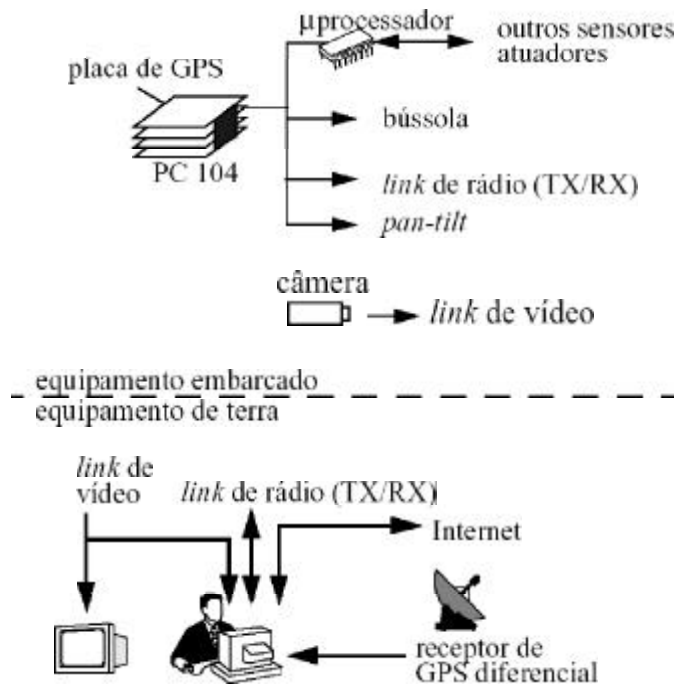 μprocessador
outros sensores
atuadores
placa de GPS
bússola
PC 104
link de rádio (TX/RX)
pan-tilt
câmera
link de vídeo
equipamento embarcado
equipamento de terra
link de
vídeo
link de rádio (TX/RX)
Internet
receptor de
GPS diferencial